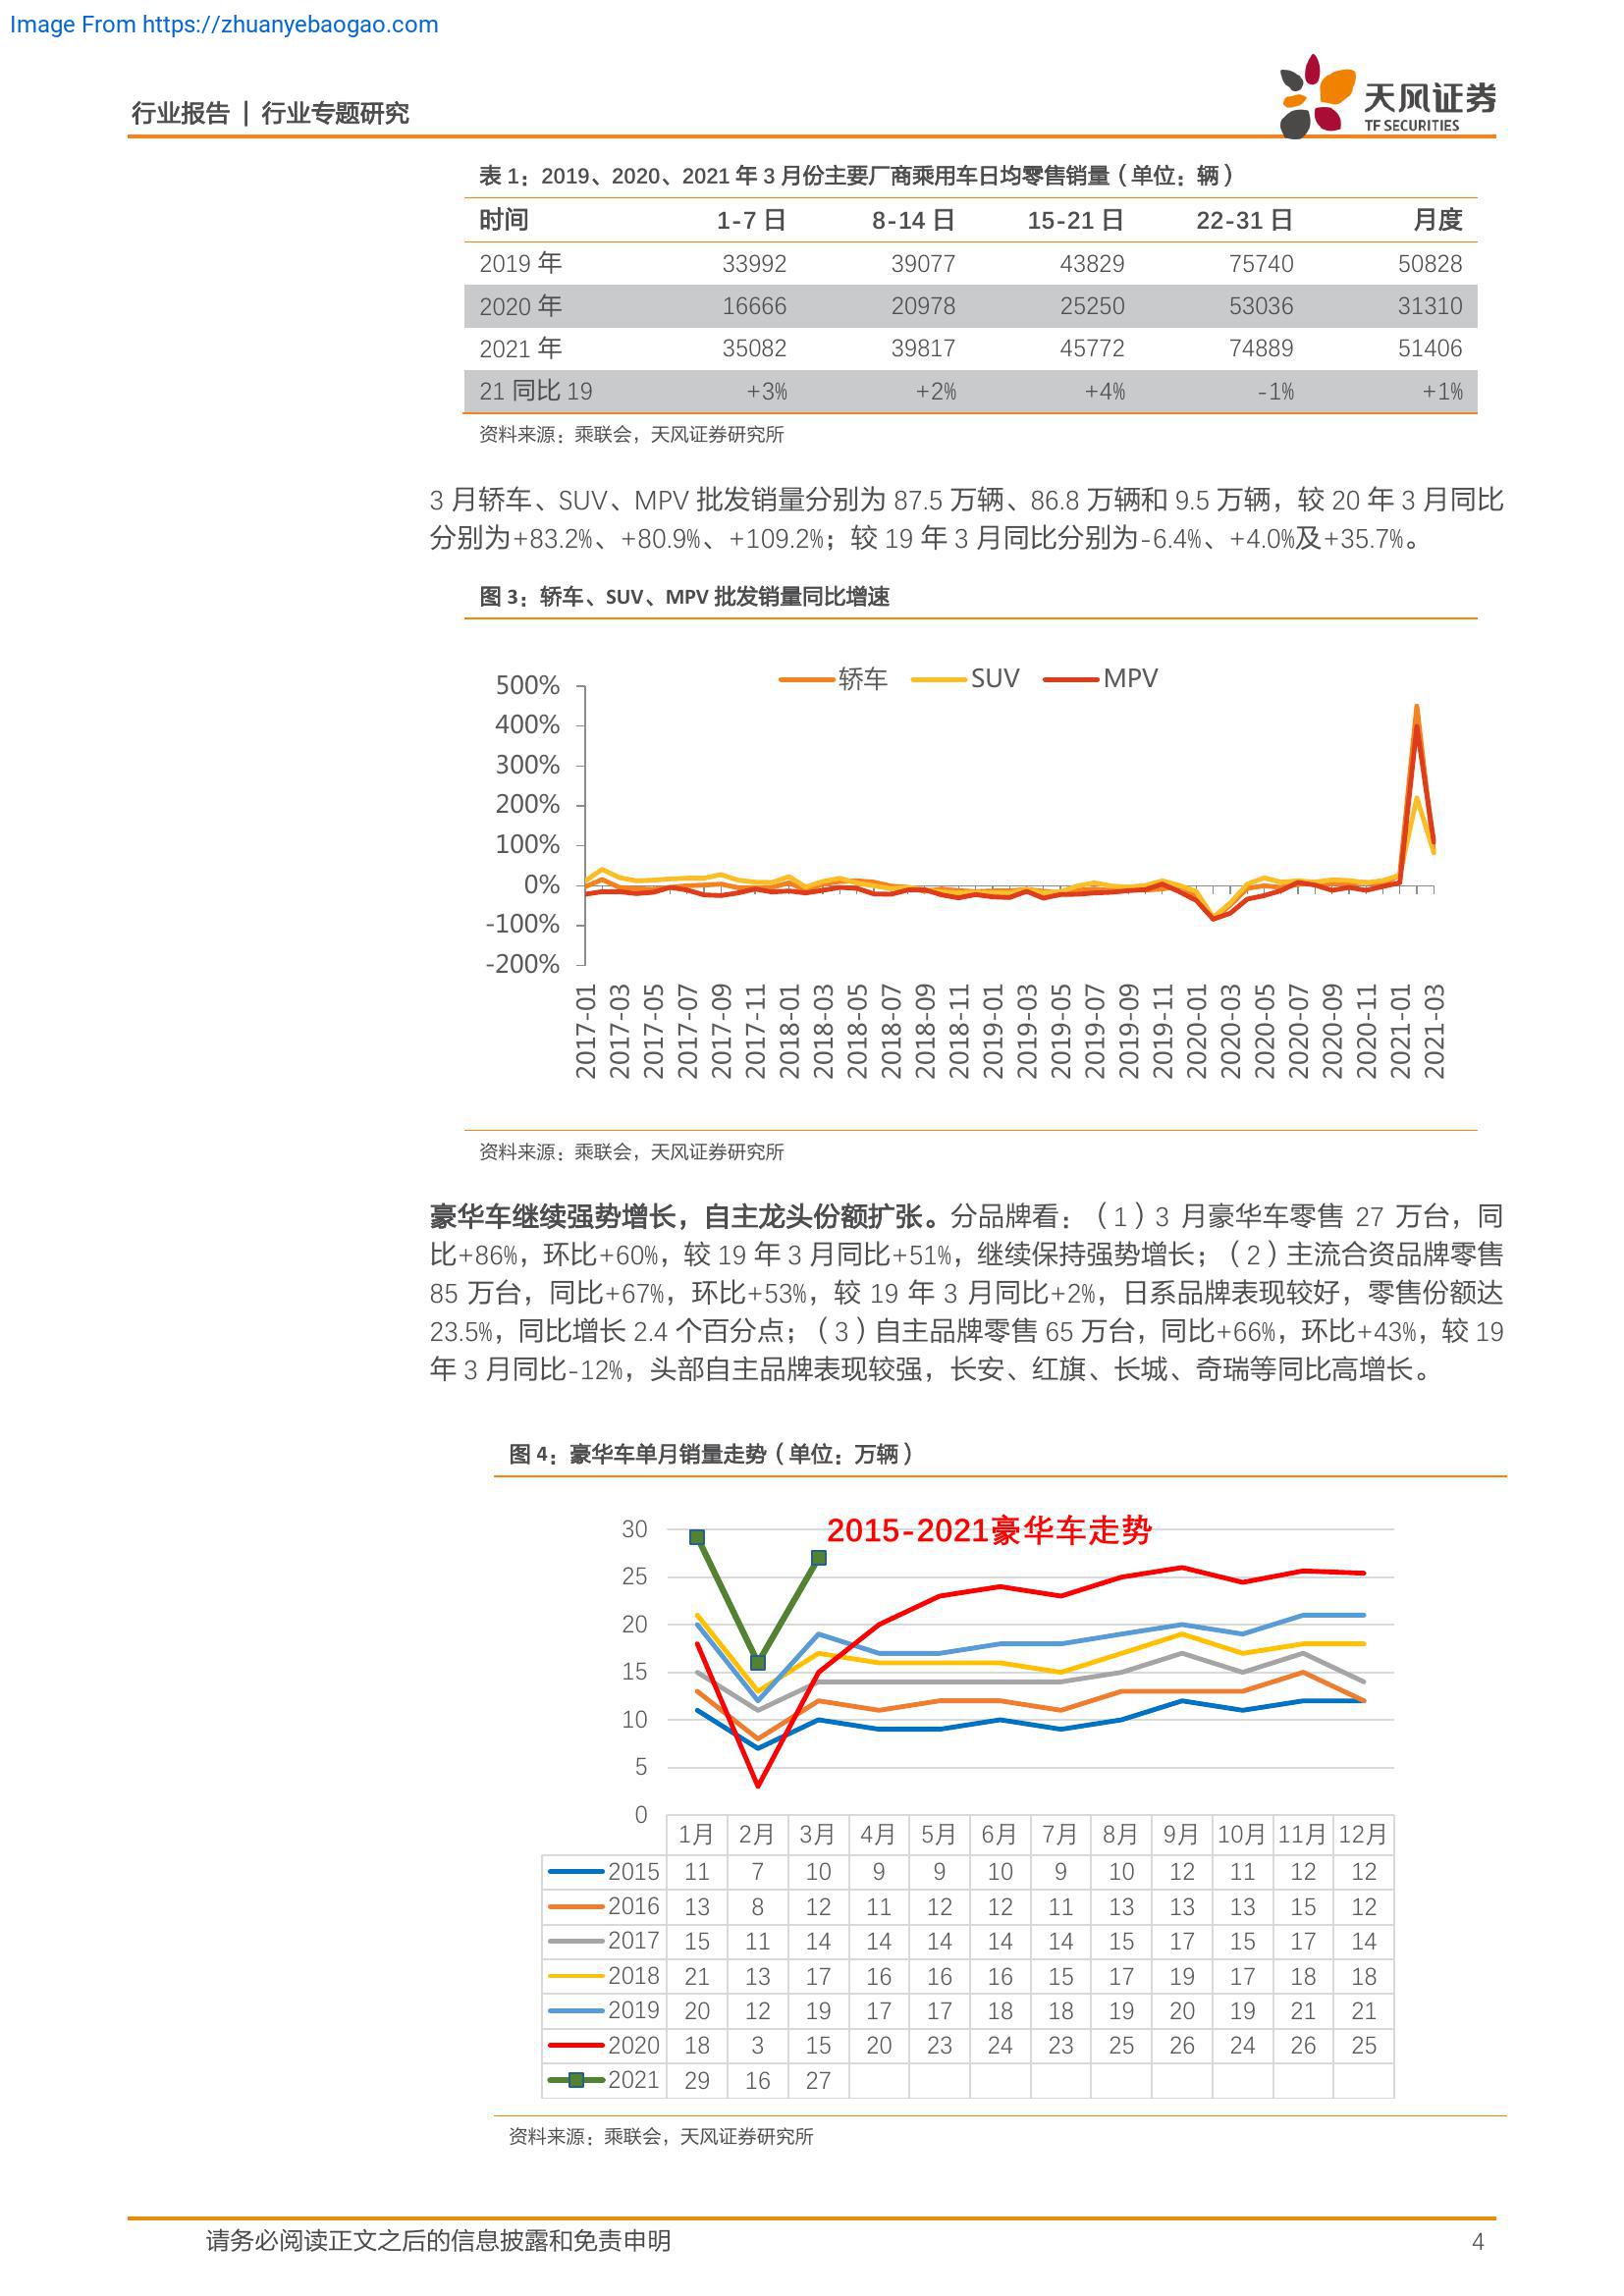 Image From https://zhuanyebaogao.com
行业报告 | 行业专题研究
天风证券
TF SECURITIES
表 1：2019、2020、2021 年 3 月份主要厂商乘用车日均零售销量（单位：辆）
时间 1-7 日 8-14 日 15-21 日 22-31 日 月度
2019 年 33992 39077 43829 75740 50828
2020 年 16666 20978 25250 53036 31310
2021 年 35082 39817 45772 74889 51406
21 同比 19 +3% +2% +4% -1% +1%
资料来源：乘联会，天风证券研究所
3 月轿车、SUV、MPV 批发销量分别为 87.5 万辆、86.8 万辆和 9.5 万辆，较 20 年 3 月同比
分别为+83.2%、+80.9%、+109.2%；较 19 年 3 月同比分别为-6.4%、+4.0%及+35.7%。
图 3：轿车、SUV、MPV 批发销量同比增速
轿车 SUV MPV
500%
400%
300%
200%
100%
0%
-100%
-200%
2017-01 2017-03 2017-05 2017-07 2017-09 2017-11 2018-01 2018-03 2018-05 2018-07 2018-09 2018-11 2019-01 2019-03 2019-05 2019-07 2019-09 2019-11 2020-01 2020-03 2020-05 2020-07 2020-09 2020-11 2021-01 2021-03
资料来源：乘联会，天风证券研究所
豪华车继续强势增长，自主龙头份额扩张。分品牌看：（1）3 月豪华车零售 27 万台，同
比+86%，环比+60%，较 19 年 3 月同比+51%，继续保持强势增长；（2）主流合资品牌零售
85 万台，同比+67%，环比+53%，较 19 年 3 月同比+2%，日系品牌表现较好，零售份额达
23.5%，同比增长 2.4 个百分点；（3）自主品牌零售 65 万台，同比+66%，环比+43%，较 19
年 3 月同比-12%，头部自主品牌表现较强，长安、红旗、长城、奇瑞等同比高增长。
图 4：豪华车单月销量走势（单位：万辆）
2015-2021豪华车走势
30
25
20
15
10
5
0
1月 2月 3月 4月 5月 6月 7月 8月 9月 10月 11月 12月
2015 11 7 10 9 9 10 9 10 12 11 12 12
2016 13 8 12 11 12 12 11 13 13 13 15 12
2017 15 11 14 14 14 14 14 15 17 15 17 14
2018 21 13 17 16 16 16 15 17 19 17 18 18
2019 20 12 19 17 17 18 18 19 20 19 21 21
2020 18 3 15 20 23 24 23 25 26 24 26 25
2021 29 16 27
资料来源：乘联会，天风证券研究所
请务必阅读正文之后的信息披露和免责申明 4